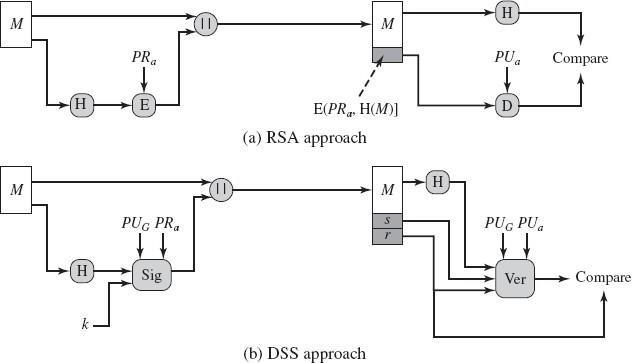 M
||
M
H
PRa
PUa
Compare
H
E
D
E(PRa, H(M)]
(a) RSA approach
M
||
M
H
PUG PRa
s
PUG PUa
r
H
Sig
Ver
Compare
k
(b) DSS approach